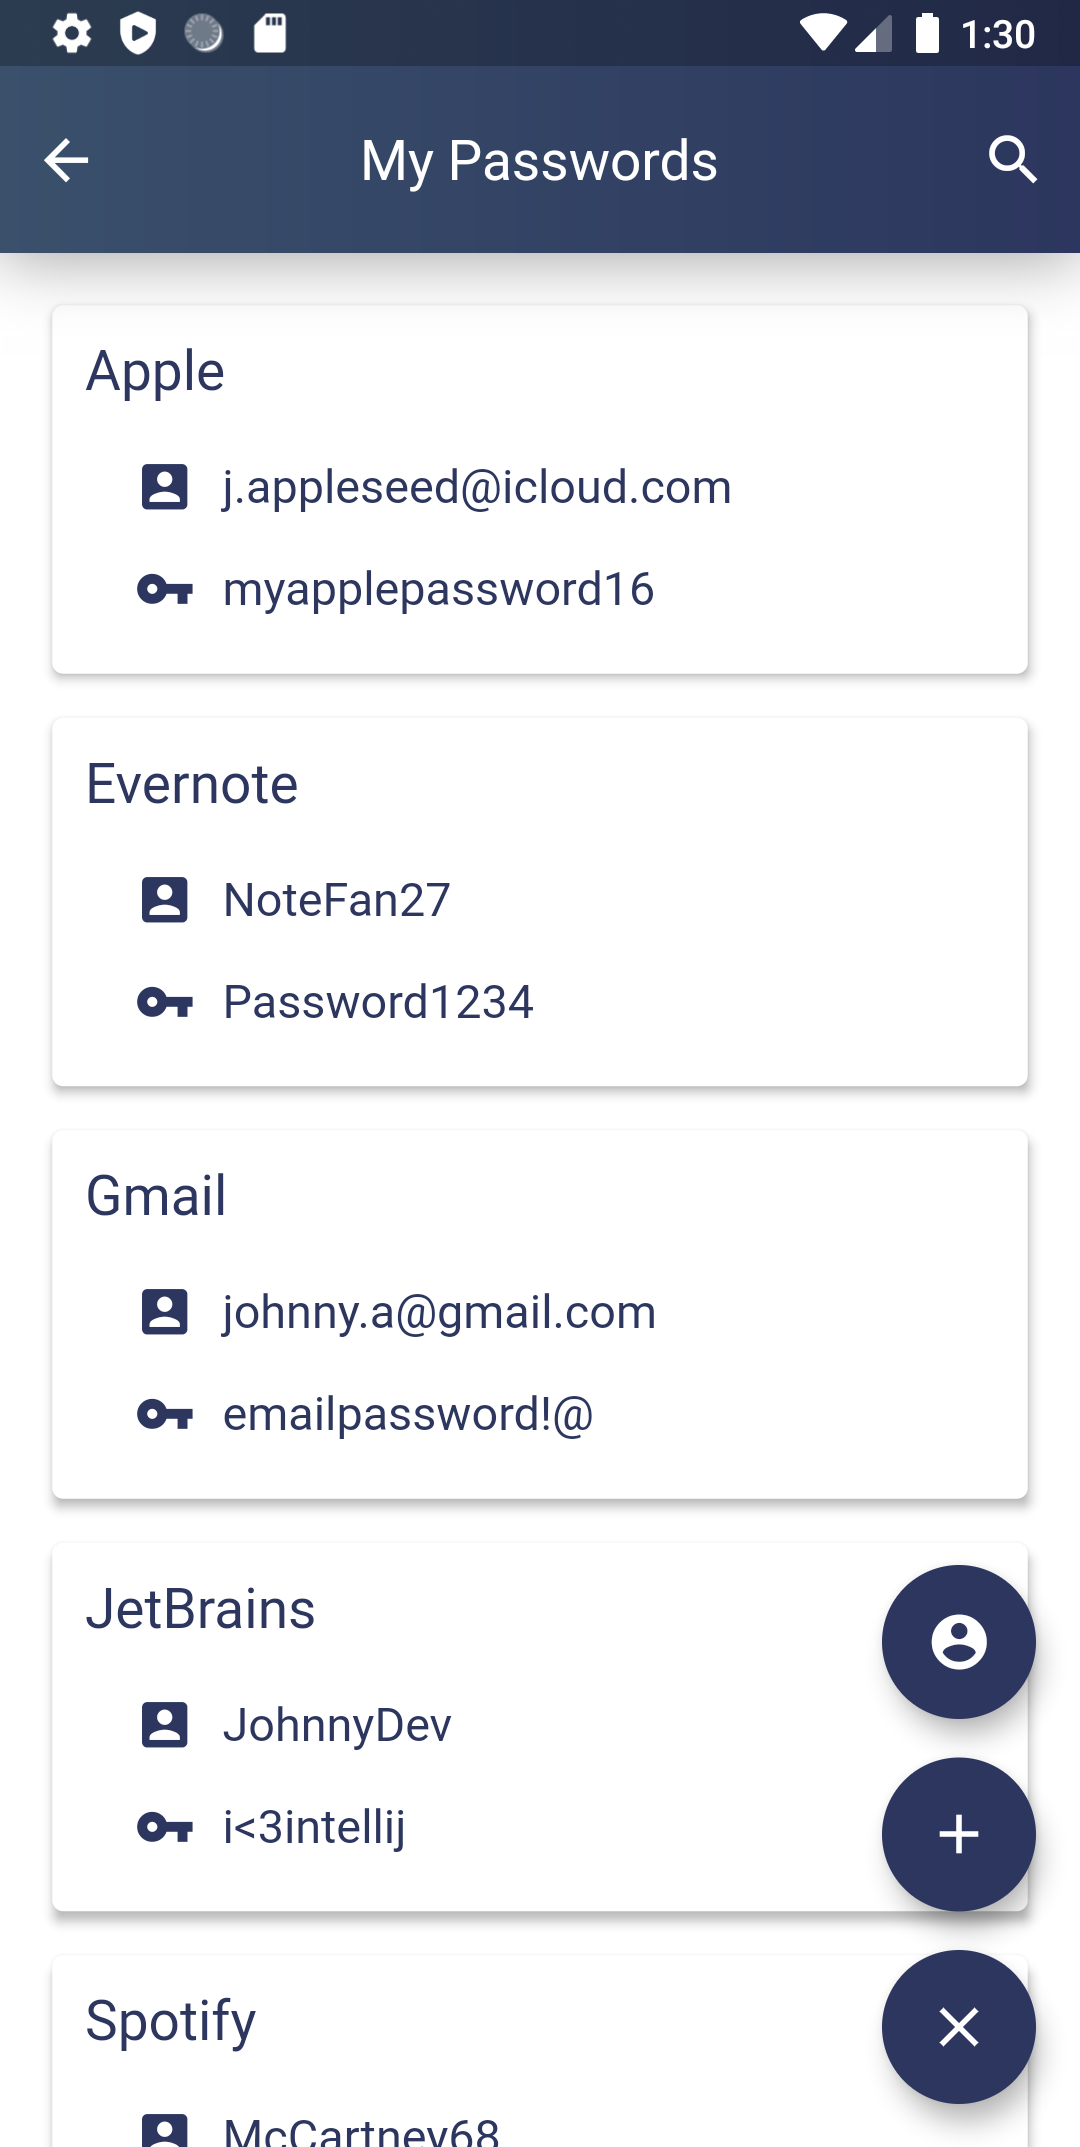 1:30
My Passwords
Apple
j.appleseed@icloud.com
myapplepassword16
Evernote
NoteFan27
Password1234
Gmail
johnny.a@gmail.com
emailpassword!@
JetBrains
JohnnyDev
i<3intellij
Spotify
McCartney68